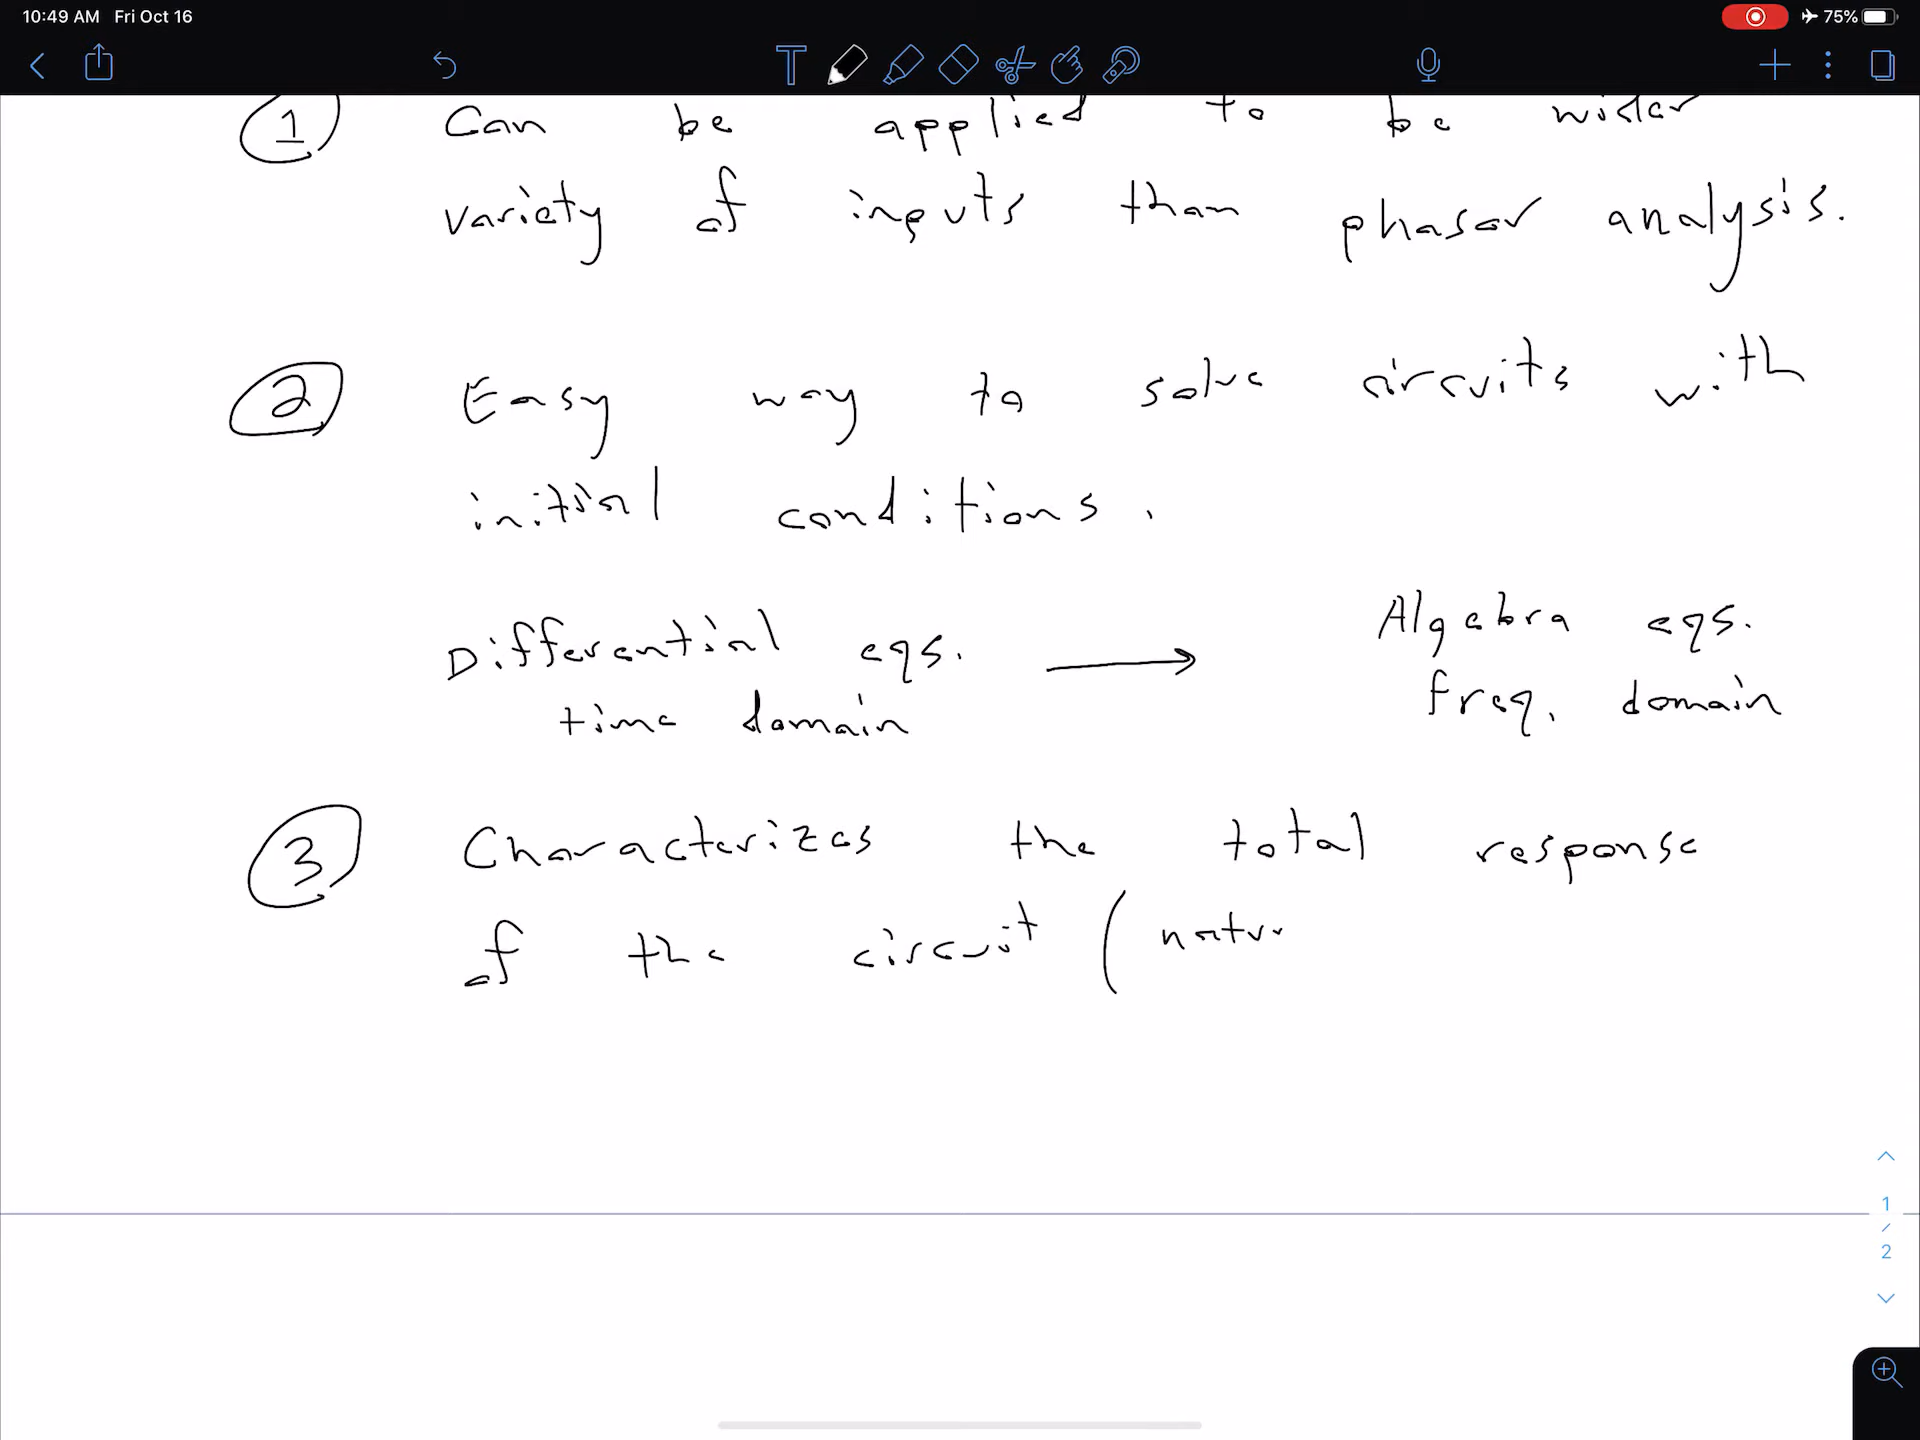 10:49 AM Fri Oct 16
75%
1 Can be applied to be wider
variety of inputs than phasor analysis.
2 Easy way to solve circuits with
initial conditions.
Differential eqs. → Algebra eqs.
time domain freq. domain
3 Characterizes the total response
of the circuit (natur
1
/
2